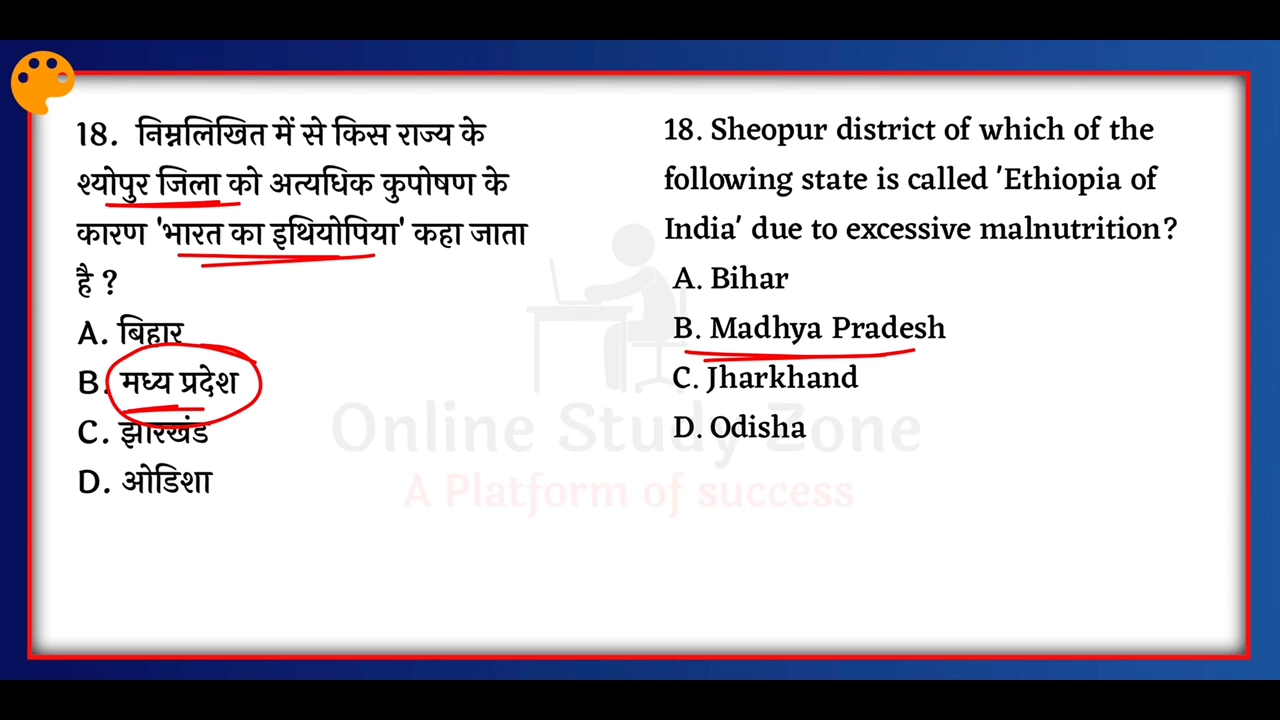 18. निम्नलिखित में से किस राज्य के
श्योपुर जिला को अत्यधिक कुपोषण के
कारण 'भारत का इथियोपिया' कहा जाता
है ?
A. बिहार
B. मध्य प्रदेश
C. झारखंड
D. ओडिशा
18. Sheopur district of which of the
following state is called 'Ethiopia of
India' due to excessive malnutrition?
A. Bihar
B. Madhya Pradesh
C. Jharkhand
D. Odisha
Online Study Zone
A Platform of success